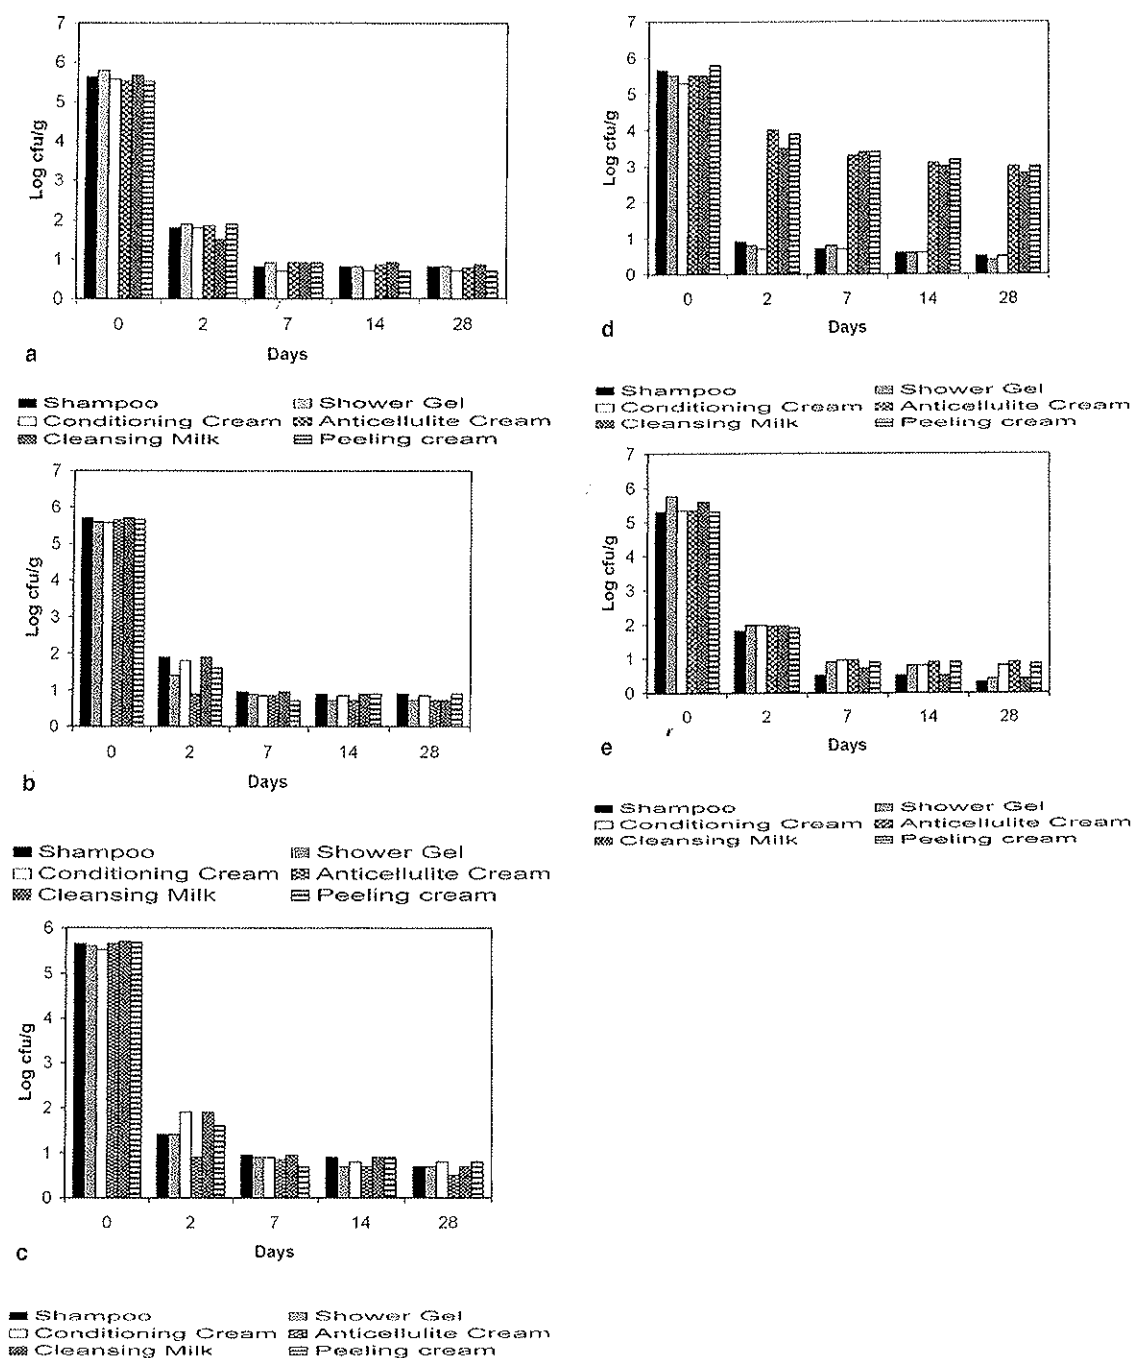 7
6
5
4
3
2
1
0
Log cfu/g
0 2 7 14 28
Days
a
Shampoo Shower Gel
Conditioning Cream Anticellulite Cream
Cleansing Milk Peeling cream
7
6
5
4
3
2
1
0
Log cfu/g
0 2 7 14 28
Days
b
Shampoo Shower Gel
Conditioning Cream Anticellulite Cream
Cleansing Milk Peeling cream
6
5
4
3
2
1
0
Log cfu/g
0 2 7 14 28
Days
c
Shampoo Shower Gel
Conditioning Cream Anticellulite Cream
Cleansing Milk Peeling cream
7
6
5
4
3
2
1
0
Log cfu/g
0 2 7 14 28
Days
d
Shampoo Shower Gel
Conditioning Cream Anticellulite Cream
Cleansing Milk Peeling cream
7
6
5
4
3
2
1
0
Log cfu/g
0 2 7 14 28
r
Days
e
Shampoo Shower Gel
Conditioning Cream Anticellulite Cream
Cleansing Milk Peeling cream